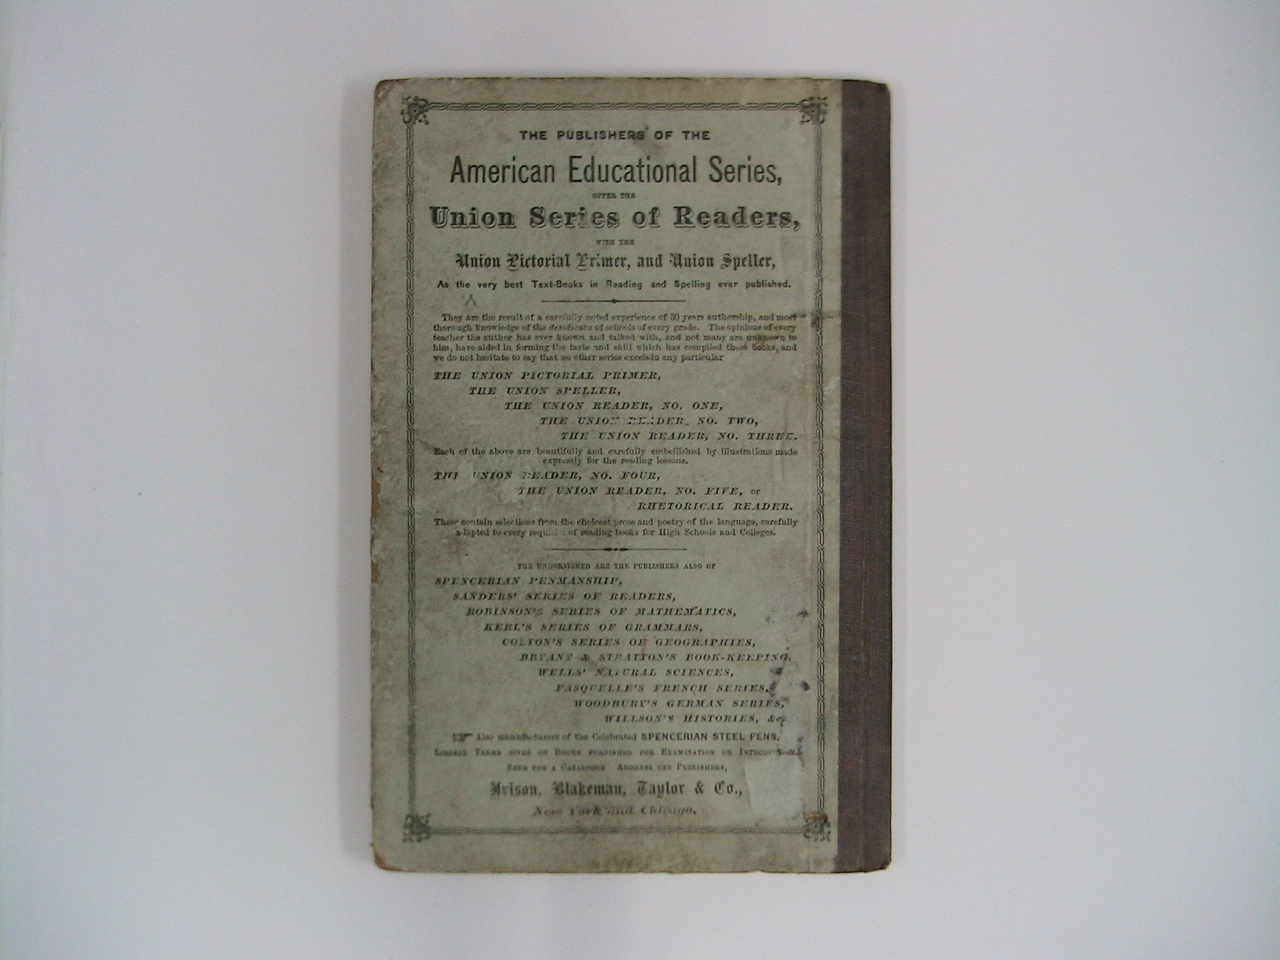 THE PUBLISHERS OF THE
American Educational Series,
OFFER THE
Union Series of Readers,
WITH THE
Union Pictorial Primer, and Union Speller,
As the very best Text-Books in Reading and Spelling ever published.
They are the result of a carefully noted experience of 30 years authorship, and most
thorough knowledge of the desiderata of schools of every grade. The opinions of every
teacher the author has ever known and talked with, and not many are unknown to
him, have aided in forming the taste and skill which has compiled these books, and
we do not hesitate to say that no other series excels in any particular
THE UNION PICTORIAL PRIMER,
THE UNION SPELLER,
THE UNION READER, NO. ONE,
THE UNION READER, NO. TWO,
THE UNION READER, NO. THREE.
Each of the above are beautifully and carefully embellished by illustrations made
expressly for the reading lessons.
THE UNION READER, NO. FOUR,
THE UNION READER, NO. FIVE, or
RHETORICAL READER.
These contain selections from the choicest prose and poetry of the language, carefully
adapted to every of reading books for High Schools and Colleges.
THE UNDERSIGNED ARE THE PUBLISHERS ALSO OF
SPENCERIAN PENMANSHIP,
SANDERS' SERIES OF READERS,
ROBINSON'S SERIES OF MATHEMATICS,
KERL'S SERIES OF GRAMMARS,
COLTON'S SERIES OF GEOGRAPHIES,
BRYANT & STRATTON'S BOOK-KEEPING,
WELLS' NATURAL SCIENCES,
FASQUELLE'S FRENCH SERIES,
WOODBURY'S GERMAN SERIES,
WILLSON'S HISTORIES, &c.
Also manufacturers of the Celebrated SPENCERIAN STEEL PENS.
LIBERAL TERMS GIVEN ON BOOKS FURNISHED FOR EXAMINATION OR INTRODUCTION.
SEND FOR A CATALOGUE. ADDRESS THE PUBLISHERS,
Ivison, Blakeman, Taylor & Co.,
New York and Chicago.